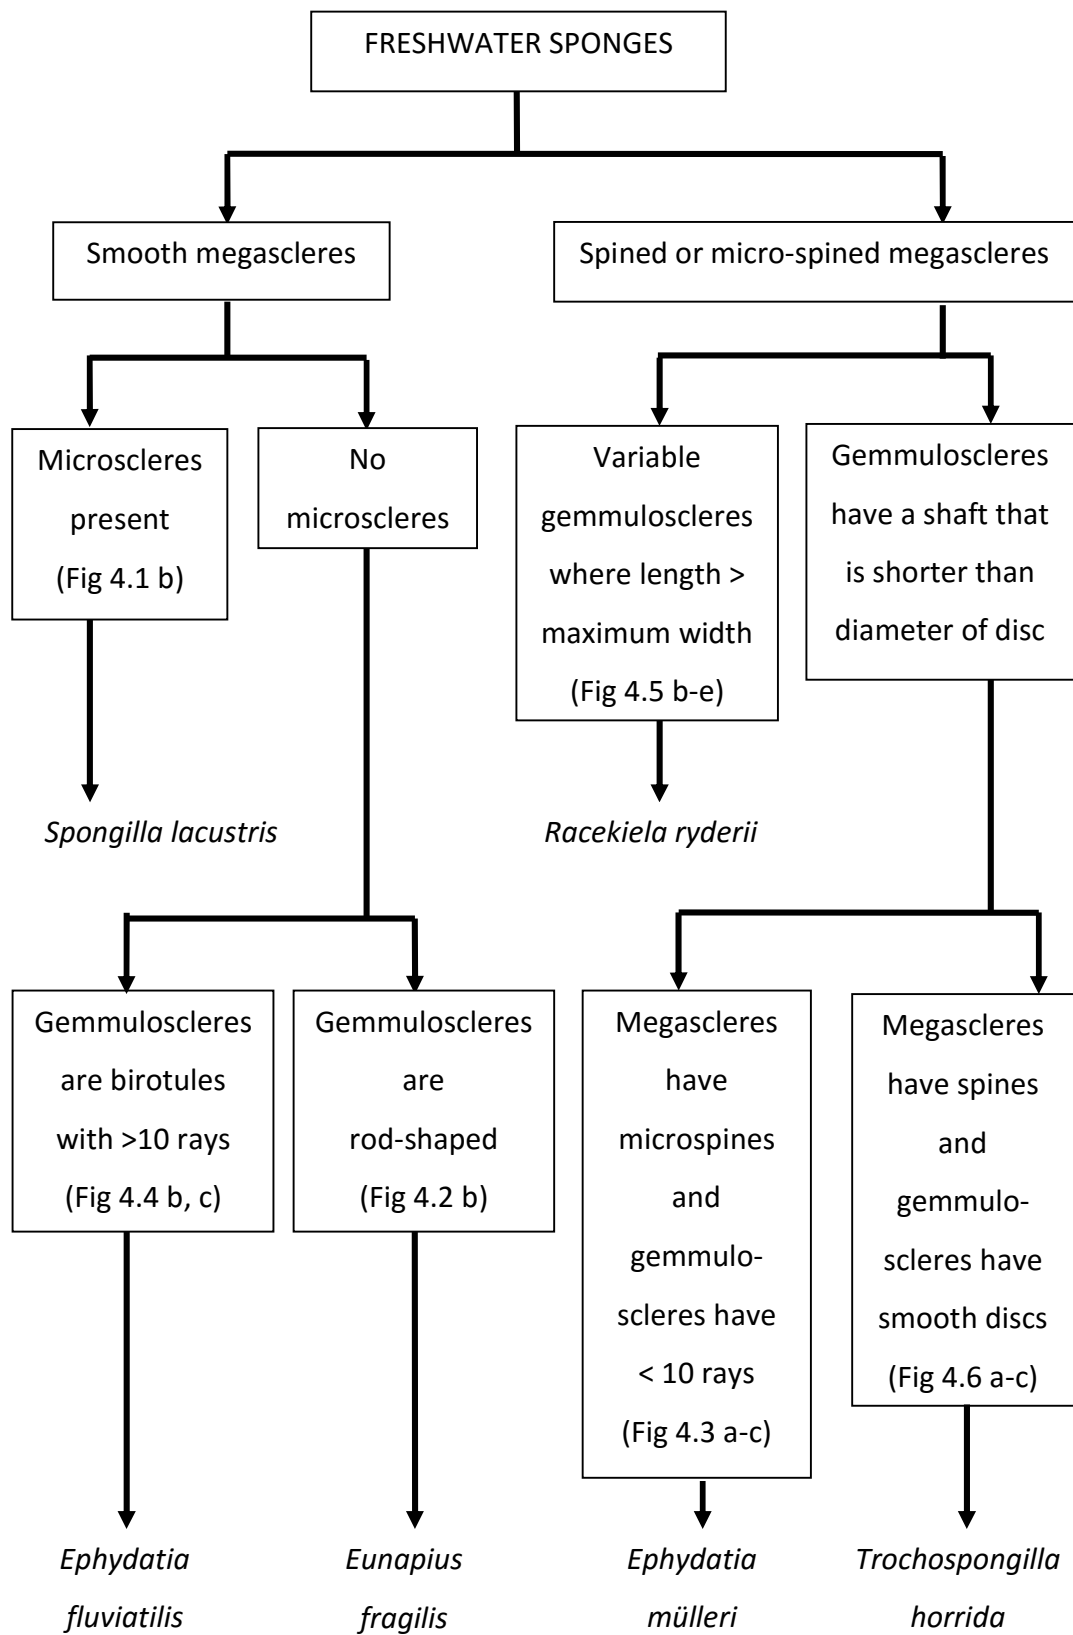 FRESHWATER SPONGES
Smooth megascleres
Spined or micro-spined megascleres
Microscleres
present
(Fig 4.1 b)
No
microscleres
Variable
gemmuloscleres
where length >
maximum width
(Fig 4.5 b-e)
Gemmuloscleres
have a shaft that
is shorter than
diameter of disc
Spongilla lacustris
Racekiela ryderii
Gemmuloscleres
are birotules
with >10 rays
(Fig 4.4 b, c)
Gemmuloscleres
are
rod-shaped
(Fig 4.2 b)
Megascleres
have
microspines
and
gemmulo-
scleres have
< 10 rays
(Fig 4.3 a-c)
Megascleres
have spines
and
gemmulo-
scleres have
smooth discs
(Fig 4.6 a-c)
Ephydatia
fluviatilis
Eunapius
fragilis
Ephydatia
mülleri
Trochospongilla
horrida